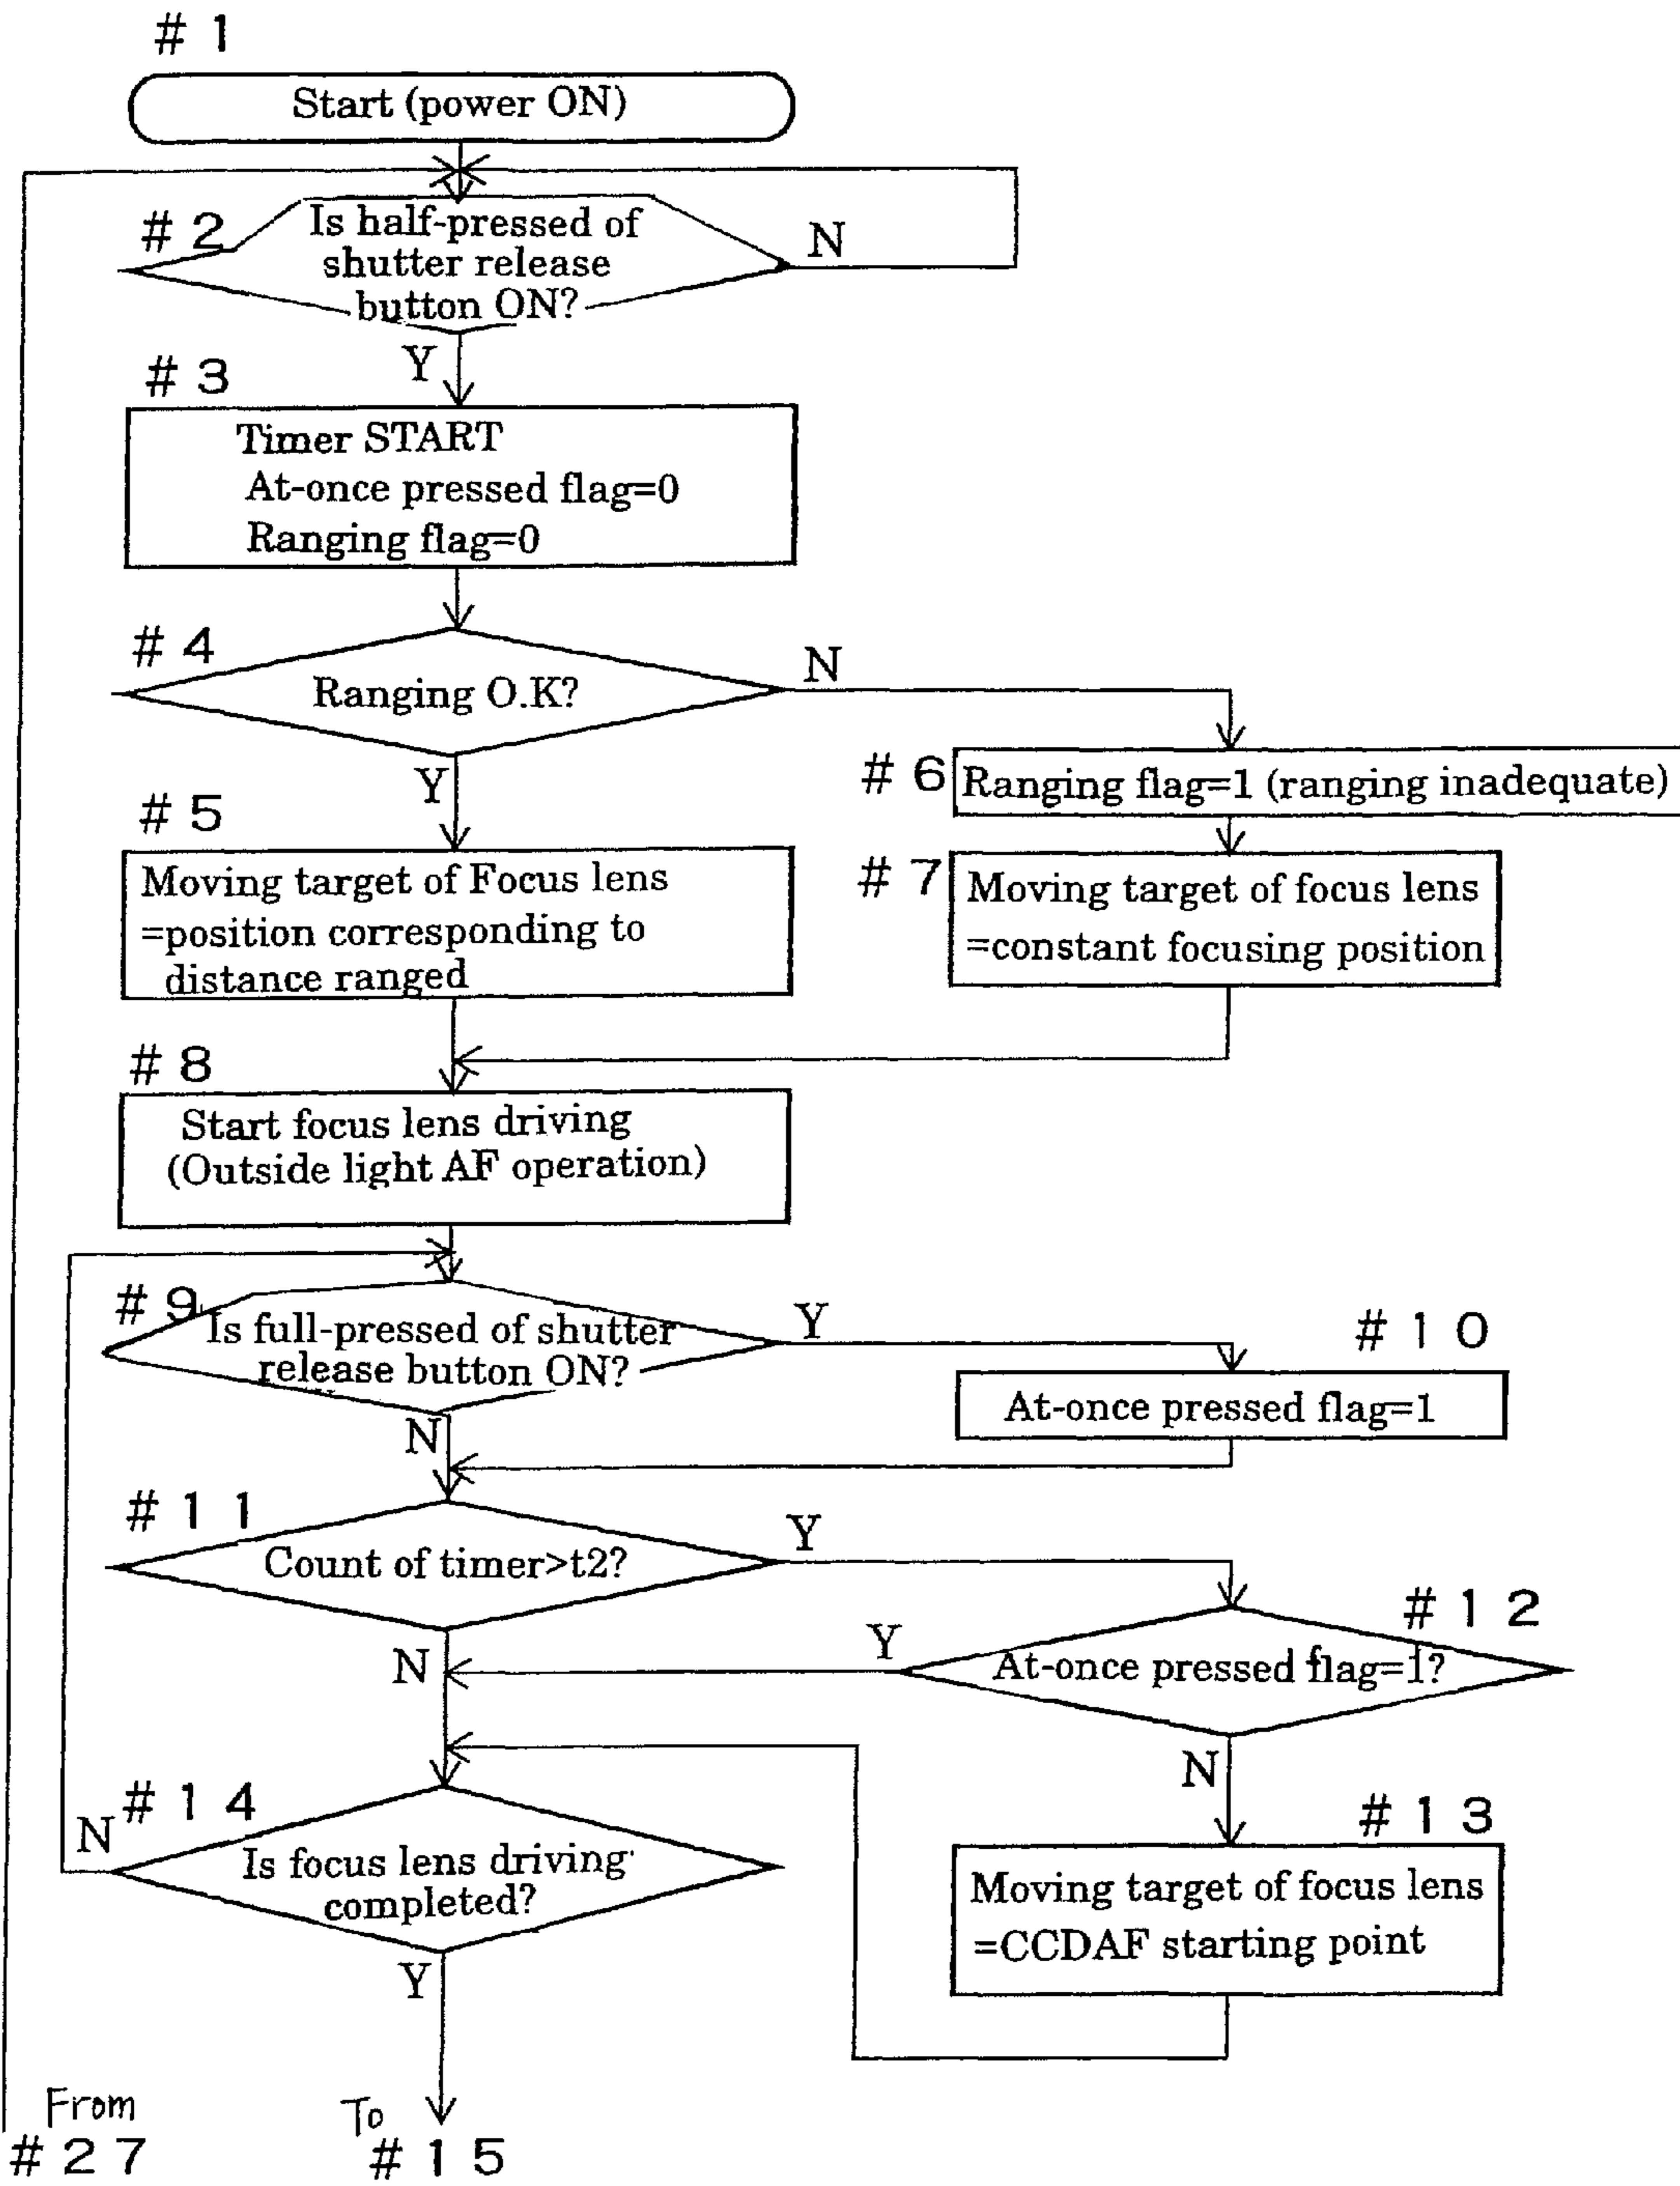 # 1
Start (power ON)
# 2
Is half-pressed of
shutter release
button ON?
N
Y
# 3
Timer START
At-once pressed flag=0
Ranging flag=0
# 4
Ranging O.K?
N
Y
# 5
Moving target of Focus lens
=position corresponding to
distance ranged
# 6
Ranging flag=1 (ranging inadequate)
# 7
Moving target of focus lens
=constant focusing position
# 8
Start focus lens driving
(Outside light AF operation)
# 9
Is full-pressed of shutter
release button ON?
Y
N
# 1 0
At-once pressed flag=1
# 1 1
Count of timer>t2?
Y
N
# 1 2
At-once pressed flag=1?
Y
N
# 1 3
Moving target of focus lens
=CCDAF starting point
# 1 4
Is focus lens driving
completed?
N
Y
From
# 2 7
To
# 1 5